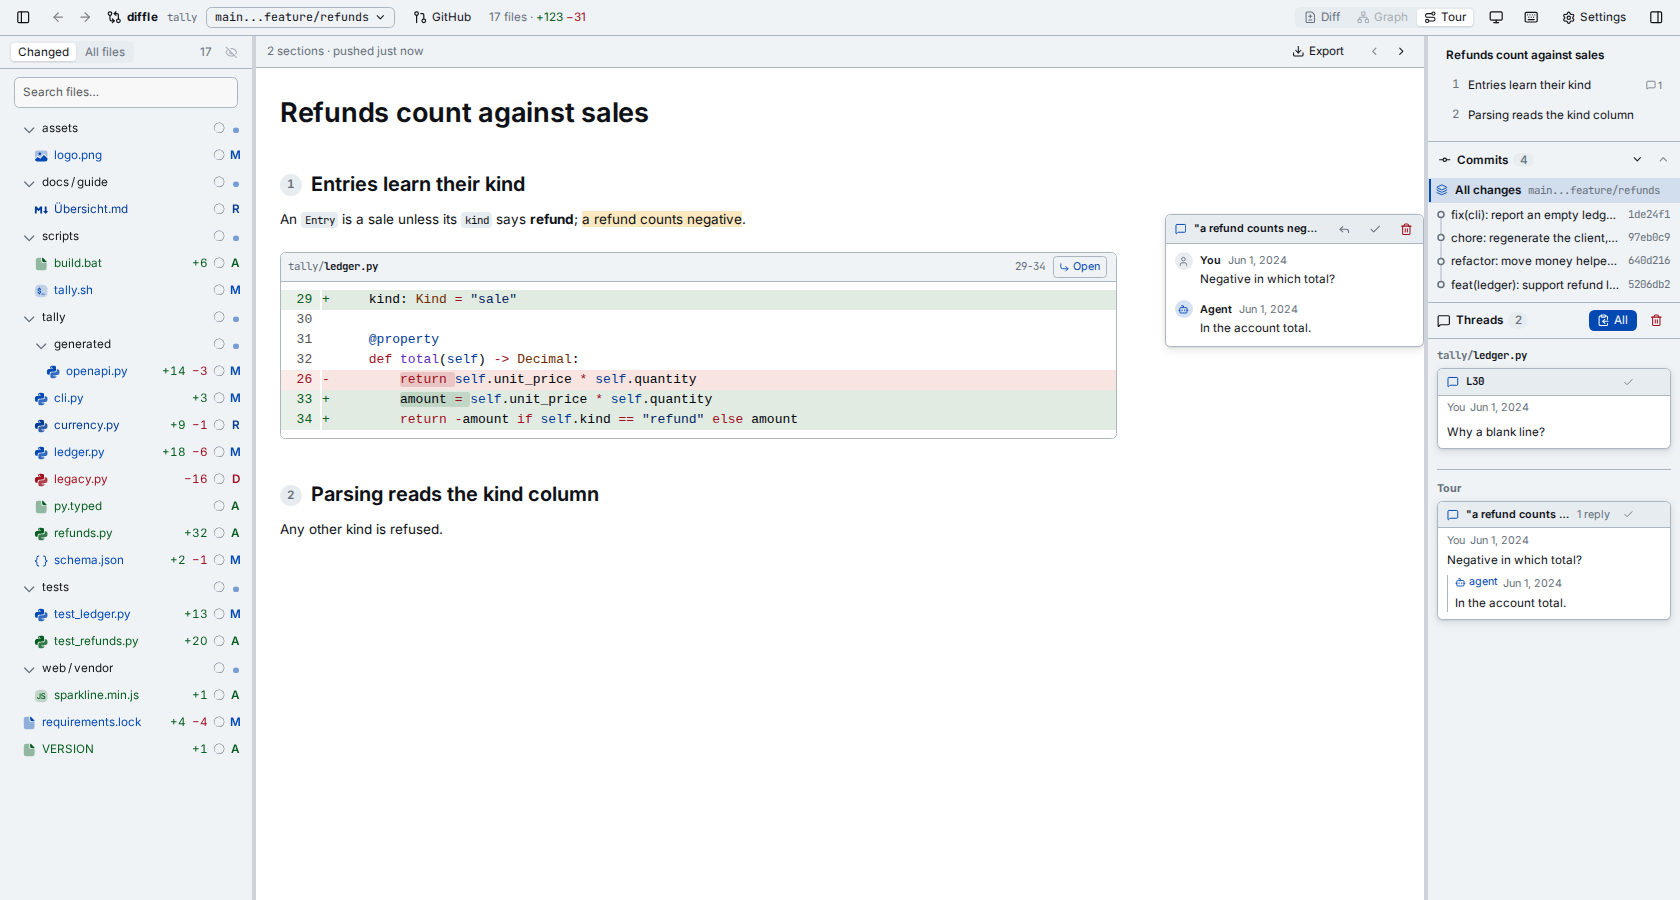 diffle tally main...feature/refunds GitHub 17 files · +123 −31 Diff Graph Tour Settings
Changed All files 17
Search files...
assets
logo.png M
docs/guide
Übersicht.md R
scripts
build.bat +6 A
tally.sh M
tally
generated
openapi.py +14 −3 M
cli.py +3 M
currency.py +9 −1 R
ledger.py +18 −6 M
legacy.py −16 D
py.typed A
refunds.py +32 A
schema.json +2 −1 M
tests
test_ledger.py +13 M
test_refunds.py +20 A
web/vendor
sparkline.min.js +1 A
requirements.lock +4 −4 M
VERSION +1 A
2 sections · pushed just now Export
Refunds count against sales
1 Entries learn their kind
An Entry is a sale unless its kind says refund; a refund counts negative.
tally/ledger.py 29-34 Open
29 + kind: Kind = "sale"
30
31 @property
32 def total(self) -> Decimal:
26 - return self.unit_price * self.quantity
33 + amount = self.unit_price * self.quantity
34 + return -amount if self.kind == "refund" else amount
2 Parsing reads the kind column
Any other kind is refused.
"a refund counts neg...
You Jun 1, 2024
Negative in which total?
Agent Jun 1, 2024
In the account total.
Refunds count against sales
1 Entries learn their kind 1
2 Parsing reads the kind column
Commits 4
All changes main...feature/refunds
fix(cli): report an empty ledg... 1de24f1
chore: regenerate the client,... 97eb0c9
refactor: move money helpe... 640d216
feat(ledger): support refund l... 5206db2
Threads 2 All
tally/ledger.py
L30
You Jun 1, 2024
Why a blank line?
Tour
"a refund counts ... 1 reply
You Jun 1, 2024
Negative in which total?
agent Jun 1, 2024
In the account total.